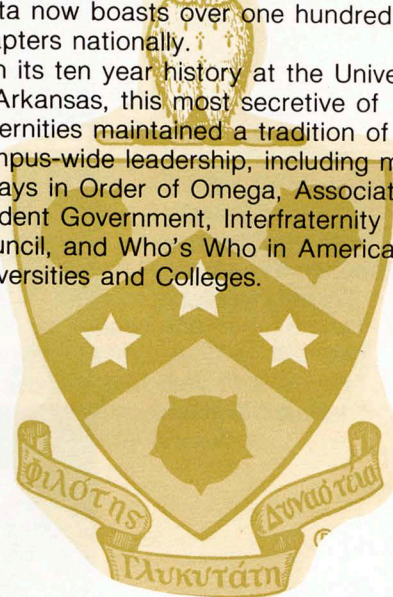 ta now boasts over one hundred
apters nationally.
n its ten year history at the Unive
Arkansas, this most secretive of
ernities maintained a tradition of
mpus-wide leadership, including m
ays in Order of Omega, Associat
dent Government, Interfraternity
uncil, and Who's Who in America
versities and Colleges.
φιλότης
Γλυκυτάτη
Δυναστεία